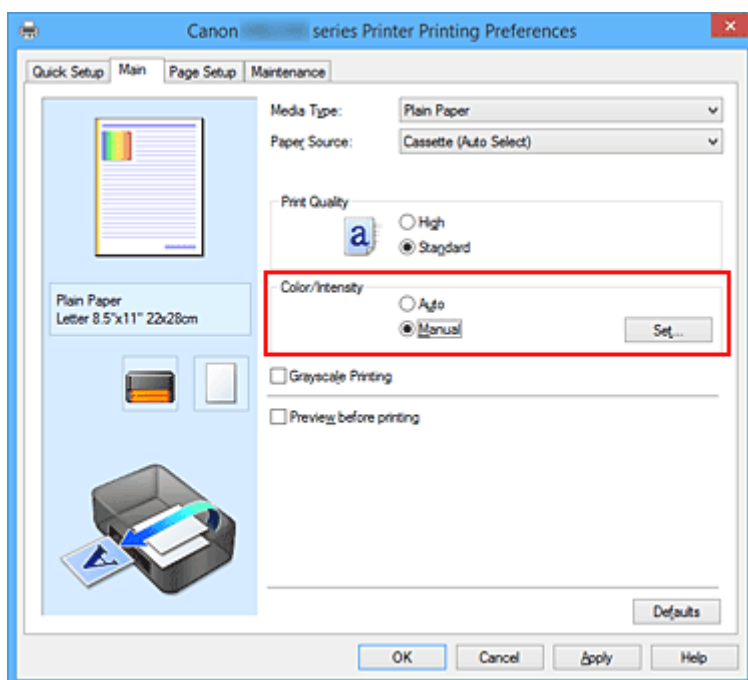 Canon series Printer Printing Preferences
Quick Setup Main Page Setup Maintenance
Media Type: Plain Paper
Paper Source: Cassette (Auto Select)
Print Quality
a
High
Standard
Color/Intensity
Auto
Manual Set...
Plain Paper
Letter 8.5"x11" 22x28cm
Grayscale Printing
Preview before printing
A
Defaults
OK Cancel Apply Help